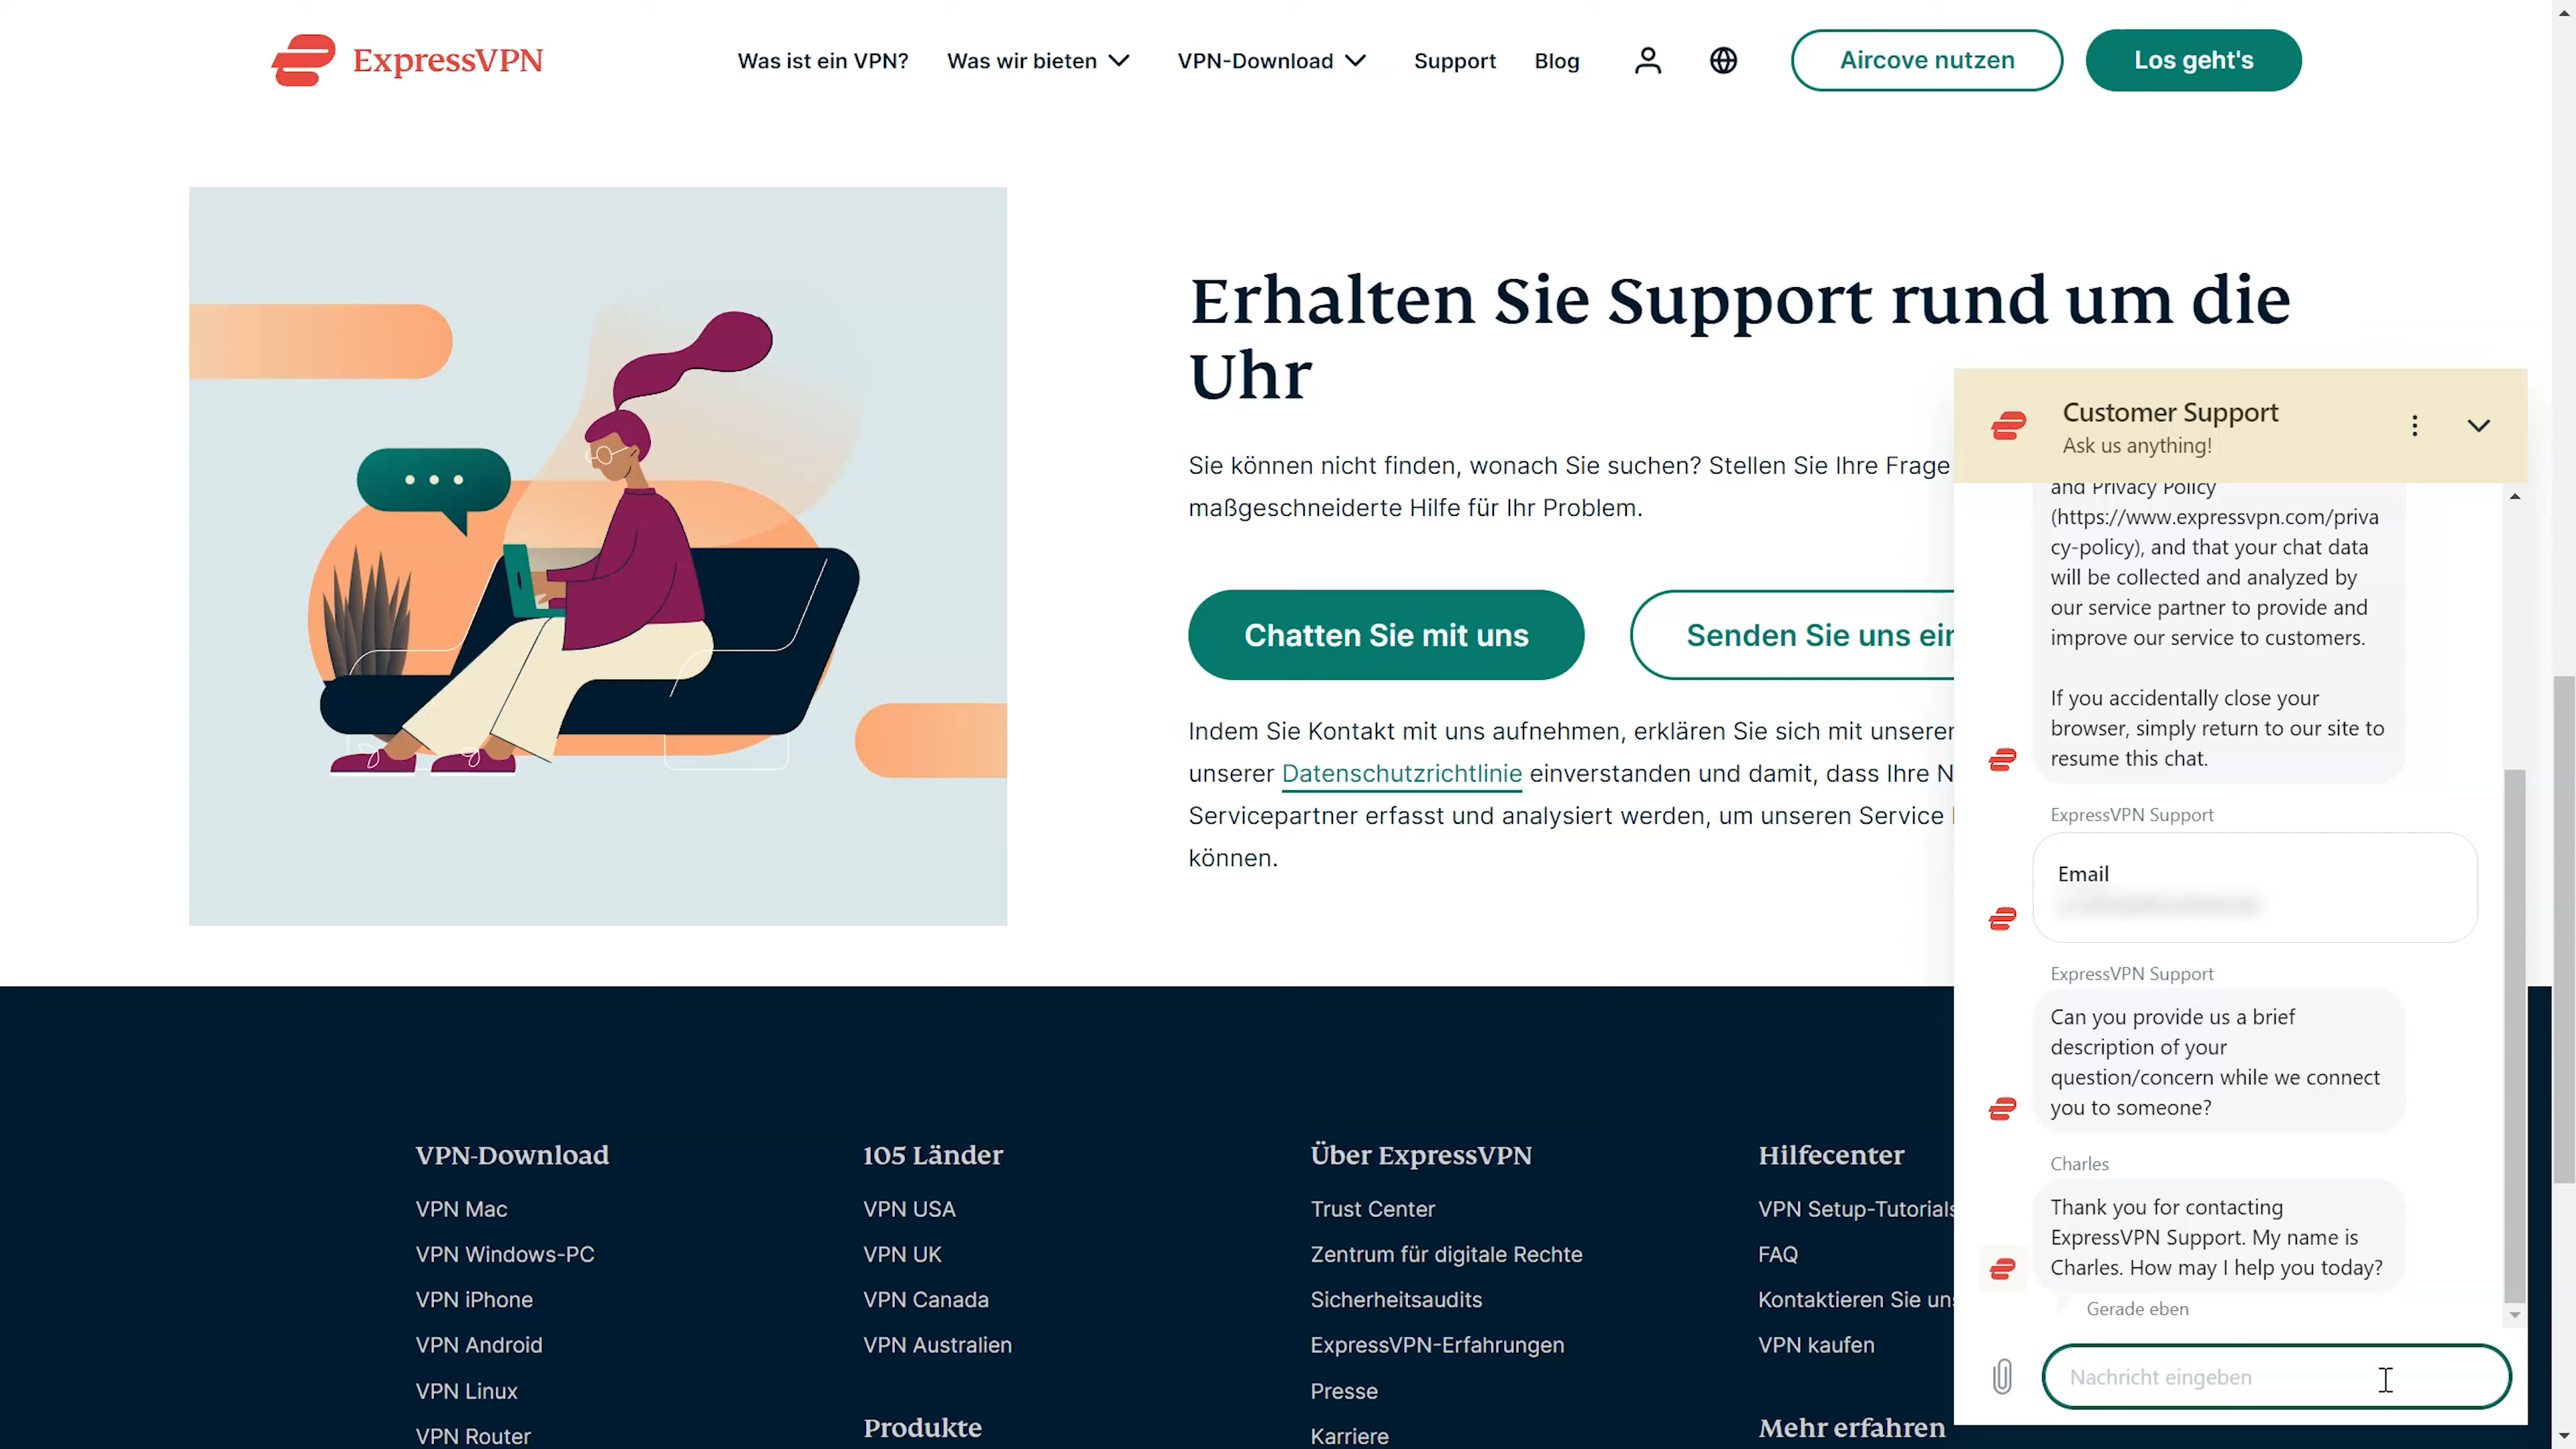 ExpressVPN
Was ist ein VPN?
Was wir bieten
VPN-Download
Support
Blog
Aircove nutzen
Los geht's
Erhalten Sie Support rund um die
Uhr
Sie können nicht finden, wonach Sie suchen? Stellen Sie Ihre Frage
maßgeschneiderte Hilfe für Ihr Problem.
Chatten Sie mit uns
Senden Sie uns ein
Indem Sie Kontakt mit uns aufnehmen, erklären Sie sich mit unserer
unserer Datenschutzrichtlinie einverstanden und damit, dass Ihre N
Servicepartner erfasst und analysiert werden, um unseren Service
können.
Customer Support
Ask us anything!
and Privacy Policy
(https://www.expressvpn.com/priva
cy-policy), and that your chat data
will be collected and analyzed by
our service partner to provide and
improve our service to customers.
If you accidentally close your
browser, simply return to our site to
resume this chat.
ExpressVPN Support
Email
ExpressVPN Support
Can you provide us a brief
description of your
question/concern while we connect
you to someone?
Charles
Thank you for contacting
ExpressVPN Support. My name is
Charles. How may I help you today?
Gerade eben
Nachricht eingeben
VPN-Download
VPN Mac
VPN Windows-PC
VPN iPhone
VPN Android
VPN Linux
VPN Router
105 Länder
VPN USA
VPN UK
VPN Canada
VPN Australien
Produkte
Über ExpressVPN
Trust Center
Zentrum für digitale Rechte
Sicherheitsaudits
ExpressVPN-Erfahrungen
Presse
Karriere
Hilfecenter
VPN Setup-Tutorials
FAQ
Kontaktieren Sie uns
VPN kaufen
Mehr erfahren